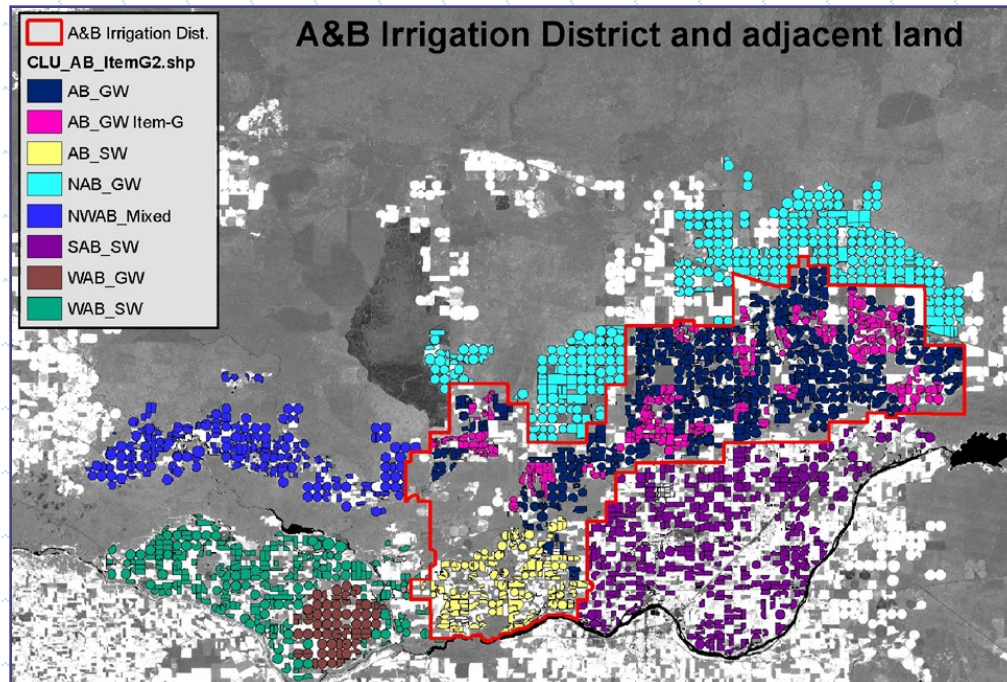 A&B Irrigation District and adjacent land
A&B Irrigation Dist.
CLU_AB_ItemG2.shp
AB_GW
AB_GW Item-G
AB_SW
NAB_GW
NWAB_Mixed
SAB_SW
WAB_GW
WAB_SW